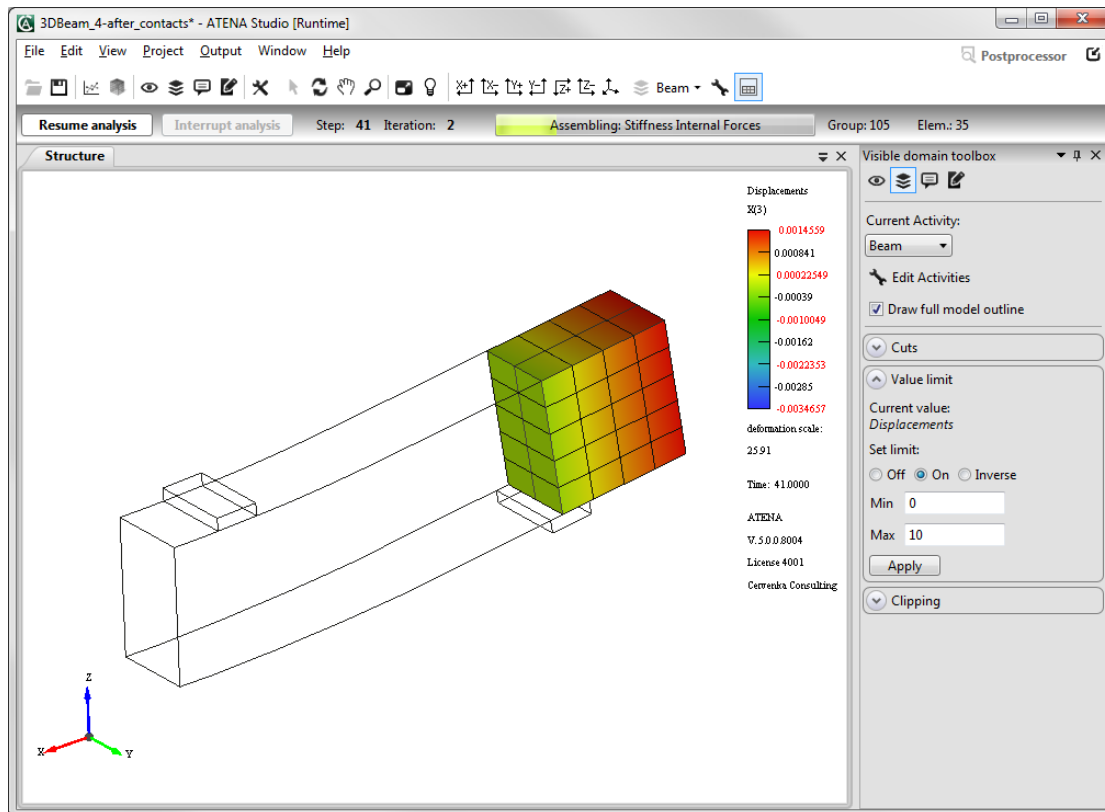 3DBeam_4-after_contacts* - ATENA Studio [Runtime]
File Edit View Project Output Window Help
Postprocessor
X+ X- Y+ Y- Z+ Z- Beam
Resume analysis Interrupt analysis Step: 41 Iteration: 2 Assembling: Stiffness Internal Forces Group: 105 Elem.: 35
Structure
Displacements
X(3)
0.0014559
0.000841
0.00022549
-0.00039
-0.0010049
-0.00162
-0.0022353
-0.00285
-0.0034657
deformation scale:
25.91
Time: 41.0000
ATENA
V.5.0.0.8004
License 4001
Cervenka Consulting
Z
X
Y
Visible domain toolbox
Current Activity:
Beam
Edit Activities
Draw full model outline
Cuts
Value limit
Current value:
Displacements
Set limit:
Off On Inverse
Min 0
Max 10
Apply
Clipping